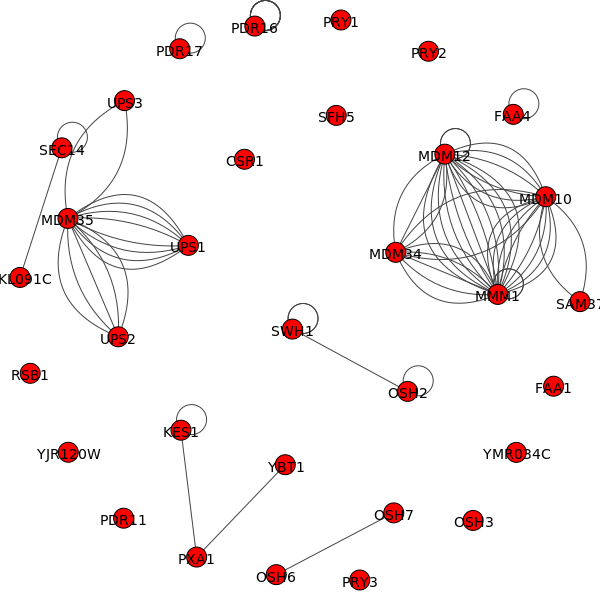 PDR16
PRY1
PDR17
PRY2
UPS3
FAA4
SFH5
SEC14
CSR1
MDM12
MDM10
MDM35
UPS1
MDM34
KL091C
MMM1
SAM37
SWH1
UPS2
RSB1
OSH2
FAA1
KES1
YJR120W
YMR034C
YBT1
OSH7
PDR11
OSH3
PXA1
OSH6
PRY3